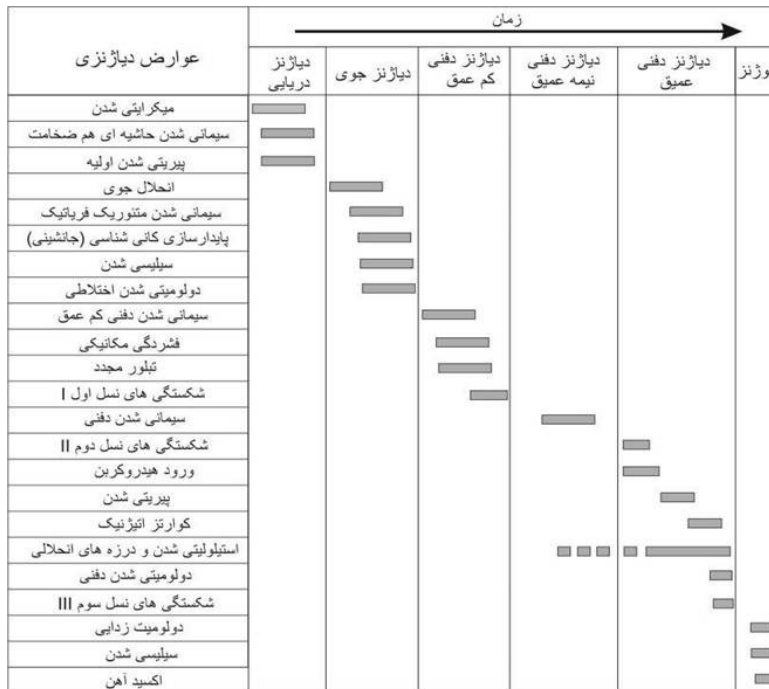 زمان
عوارض دیاژنزی
دیاژنز دریایی
دیاژنز جوی
دیاژنز دفنی کم عمق
دیاژنز دفنی نیمه عمیق
دیاژنز دفنی عمیق
وژنز
میکرایتی شدن
سیمانی شدن حاشیه ای هم ضخامت
پیریتی شدن اولیه
انحلال جوی
سیمانی شدن متئوریک فریاتیک
پایدارسازی کانی شناسی (جانشینی)
سیلیسی شدن
دولومیتی شدن اختلاطی
سیمانی شدن دفنی کم عمق
فشردگی مکانیکی
تبلور مجدد
شکستگی های نسل اول I
سیمانی شدن دفنی
شکستگی های نسل دوم II
ورود هیدروکربن
پیریتی شدن
کوارتز اتیژنیک
استیلولیتی شدن و درزه های انحلالی
دولومیتی شدن دفنی
شکستگی های نسل سوم III
دولومیت زدایی
سیلیسی شدن
اکسید آهن